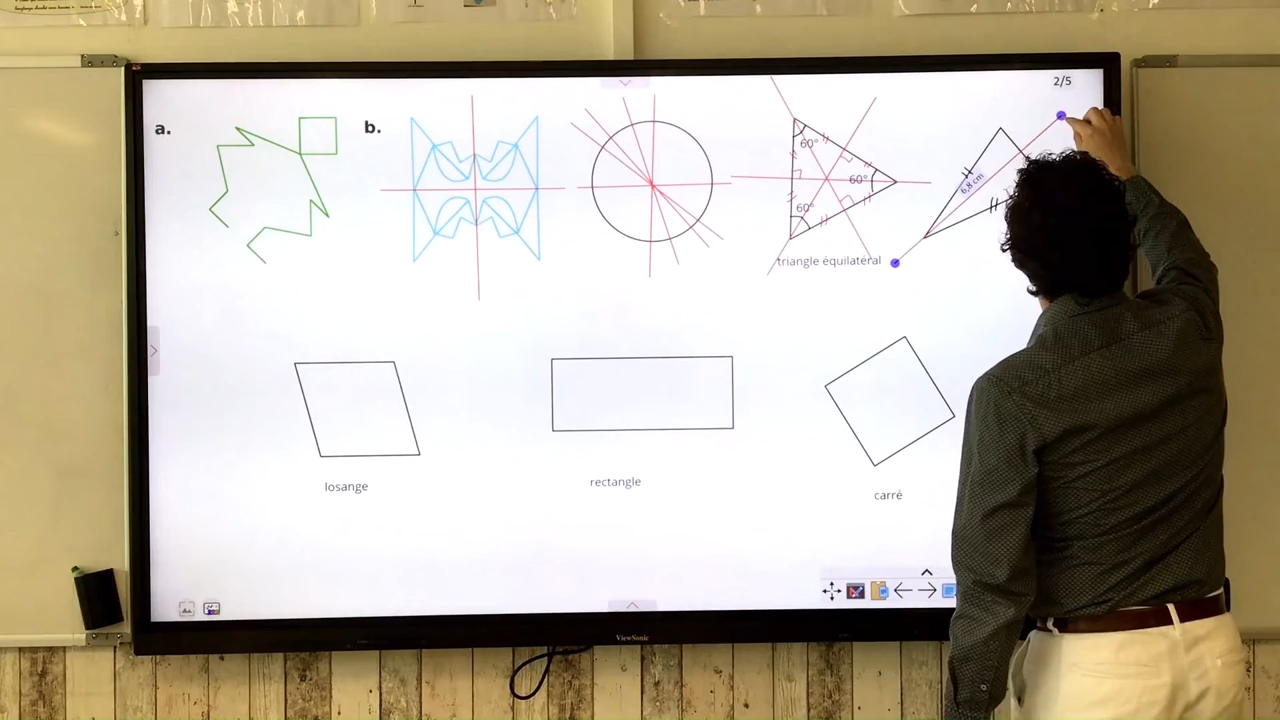 2/5
a.
b.
60°
60°
60°
6,8 cm
triangle équilatéral
losange
rectangle
carré
ViewSonic